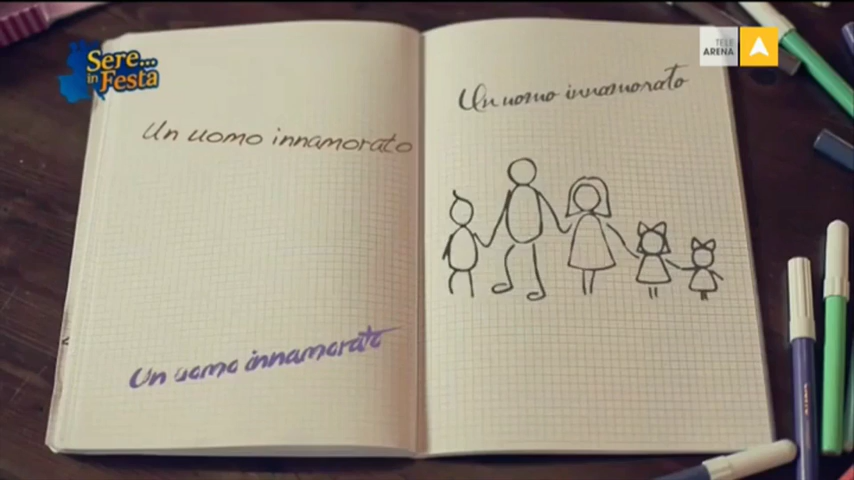 Sere...
in Festa
TELE
ARENA
Un uomo innamorato
Un uomo innamorato
Un uomo innamorato